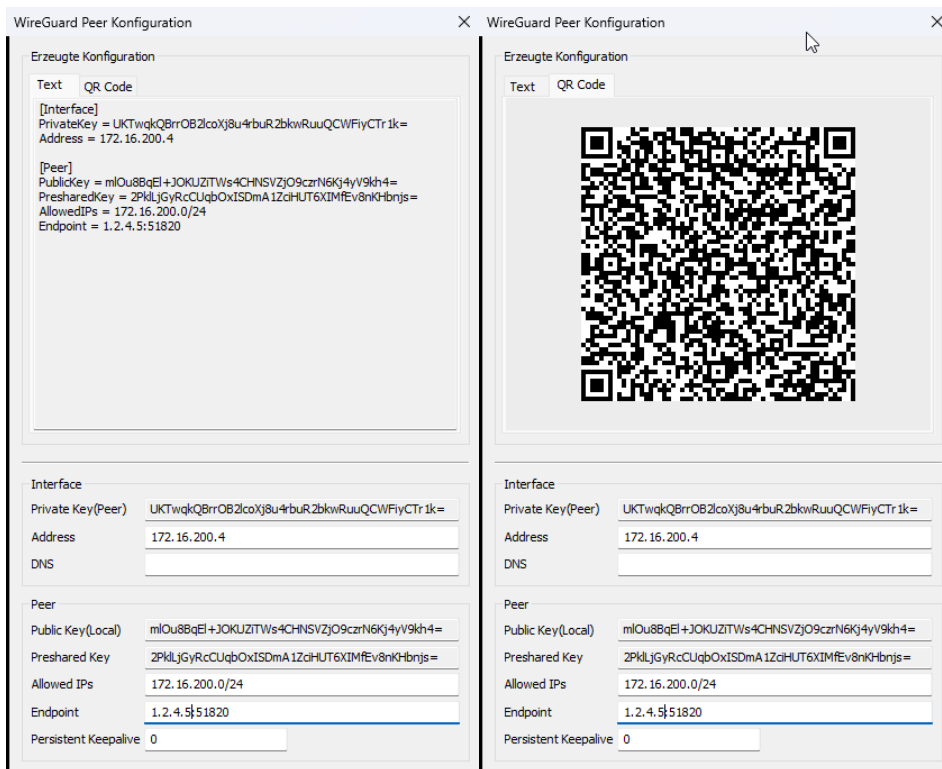 WireGuard Peer Konfiguration
Erzeugte Konfiguration
Text QR Code
[Interface]
PrivateKey = UKTwqkQBrrOB2lcoXj8u4rbuR2bkwRuuQCWFiyCTr1k=
Address = 172.16.200.4
[Peer]
PublicKey = mlOu8BqEl+JOKUZiTWs4CHNSVZjO9czrN6Kj4yV9kh4=
PresharedKey = 2PklLjGyRcCUqbOxISDmA1ZciHUT6XIMfEv8nKHbnjs=
AllowedIPs = 172.16.200.0/24
Endpoint = 1.2.4.5:51820
Interface
Private Key(Peer) UKTwqkQBrrOB2lcoXj8u4rbuR2bkwRuuQCWFiyCTr1k=
Address 172.16.200.4
DNS
Peer
Public Key(Local) mlOu8BqEl+JOKUZiTWs4CHNSVZjO9czrN6Kj4yV9kh4=
Preshared Key 2PklLjGyRcCUqbOxISDmA1ZciHUT6XIMfEv8nKHbnjs=
Allowed IPs 172.16.200.0/24
Endpoint 1.2.4.5:51820
Persistent Keepalive 0
WireGuard Peer Konfiguration
Erzeugte Konfiguration
Text QR Code
Interface
Private Key(Peer) UKTwqkQBrrOB2lcoXj8u4rbuR2bkwRuuQCWFiyCTr1k=
Address 172.16.200.4
DNS
Peer
Public Key(Local) mlOu8BqEl+JOKUZiTWs4CHNSVZjO9czrN6Kj4yV9kh4=
Preshared Key 2PklLjGyRcCUqbOxISDmA1ZciHUT6XIMfEv8nKHbnjs=
Allowed IPs 172.16.200.0/24
Endpoint 1.2.4.5:51820
Persistent Keepalive 0